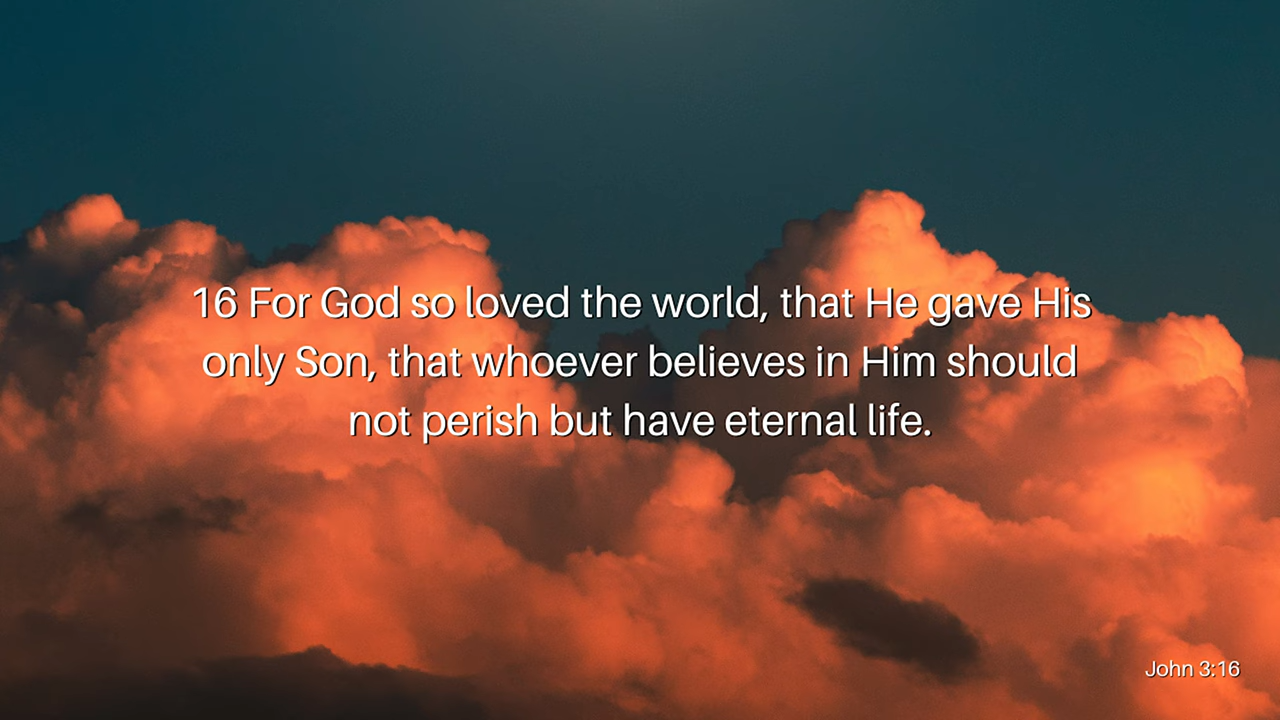 16 For God so loved the world, that He gave His
only Son, that whoever believes in Him should
not perish but have eternal life.
John 3:16